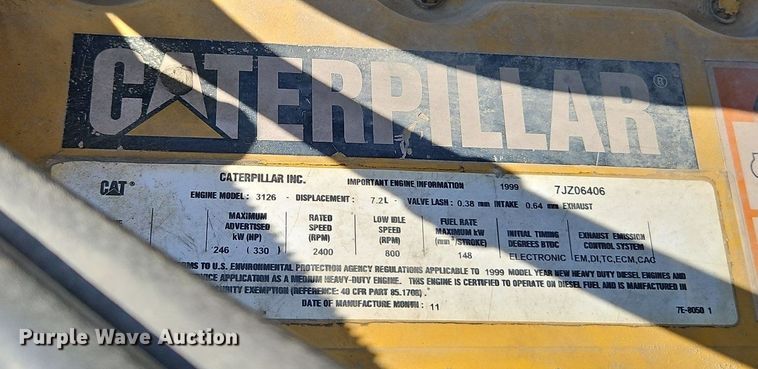 CATERPILLAR®
CAT® CATERPILLAR INC. IMPORTANT ENGINE INFORMATION 1999 7JZ06406
ENGINE MODEL: 3126 - DISPLACEMENT: 7.2L- VALVE LASH: 0.38 mm INTAKE 0.64 mm EXHAUST
MAXIMUM ADVERTISED kW (HP) RATED SPEED (RPM) LOW IDLE SPEED (RPM) FUEL RATE MAXIMUM kW (mm³/STROKE) INITIAL TIMING DEGREES BTDC EXHAUST EMISSION CONTROL SYSTEM
246 (330) 2400 800 148 ELECTRONIC EM,DI,TC,ECM,CAC
TO U.S. ENVIRONMENTAL PROTECTION AGENCY REGULATIONS APPLICABLE TO 1999 MODEL YEAR NEW HEAVY DUTY DIESEL ENGINES AND
APPLICATION AS A MEDIUM HEAVY-DUTY ENGINE. THIS ENGINE IS CERTIFIED TO OPERATE ON DIESEL FUEL AND IS MANUFACTURED IN
EXEMPTION (REFERENCE: 40 CFR PART 85.1708)
DATE OF MANUFACTURE MONTH: 11 7E-8050 1
Purple Wave Auction